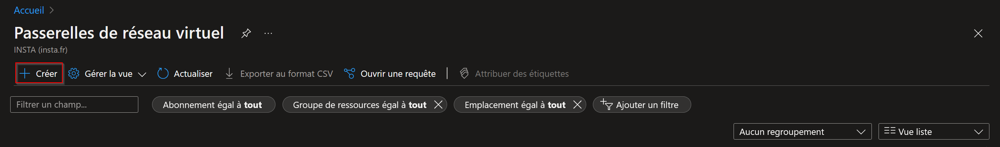 Accueil
Passerelles de réseau virtuel
INSTA (insta.fr)
Créer Gérer la vue Actualiser Exporter au format CSV Ouvrir une requête Attribuer des étiquettes
Filtrer un champ... Abonnement égal à tout Groupe de ressources égal à tout Emplacement égal à tout Ajouter un filtre
Aucun regroupement Vue liste